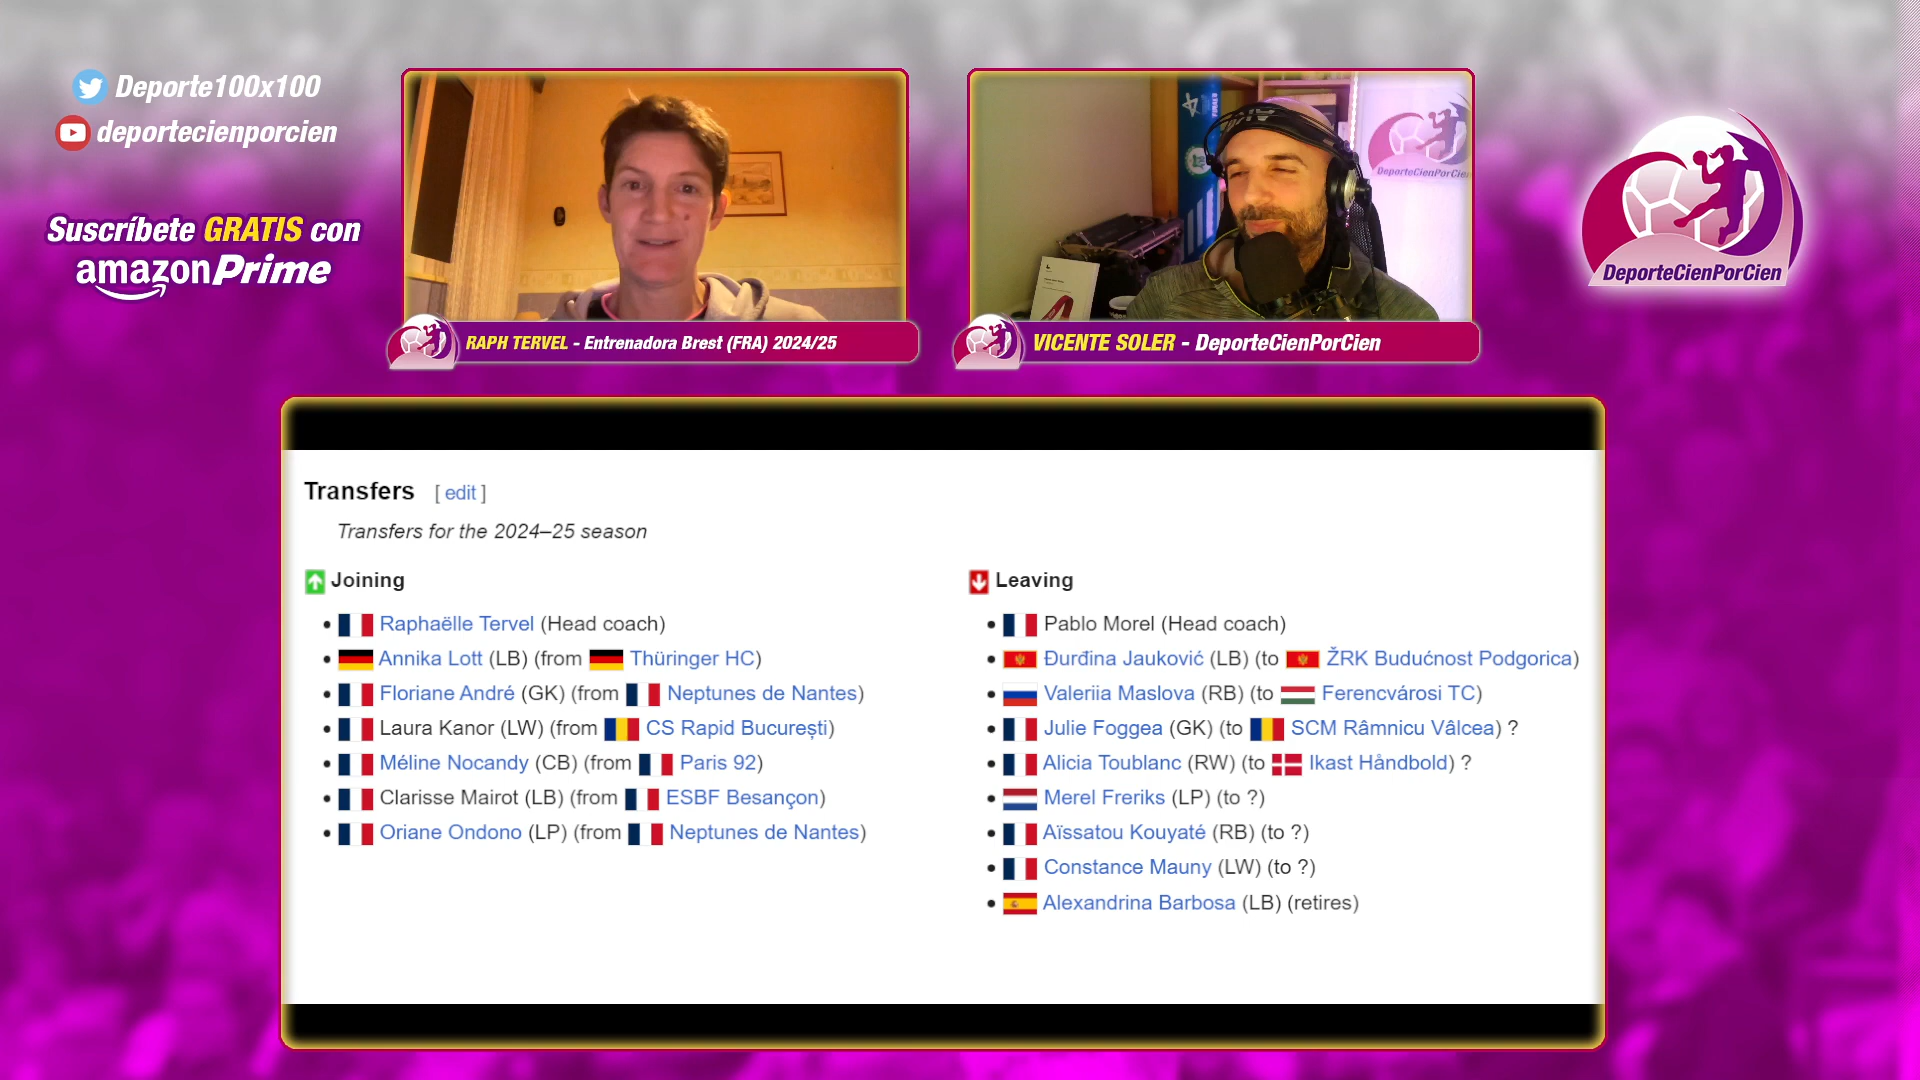 Deporte100x100
deportecienporcien
Suscríbete GRATIS con
amazonPrime
RAPH TERVEL - Entrenadora Brest (FRA) 2024/25
DeporteCienPorCien
VICENTE SOLER - DeporteCienPorCien
DeporteCienPorCien
Transfers [ edit ]
Transfers for the 2024–25 season
Joining
Raphaëlle Tervel (Head coach)
Annika Lott (LB) (from Thüringer HC)
Floriane André (GK) (from Neptunes de Nantes)
Laura Kanor (LW) (from CS Rapid București)
Méline Nocandy (CB) (from Paris 92)
Clarisse Mairot (LB) (from ESBF Besançon)
Oriane Ondono (LP) (from Neptunes de Nantes)
Leaving
Pablo Morel (Head coach)
Đurđina Jauković (LB) (to ŽRK Budućnost Podgorica)
Valeriia Maslova (RB) (to Ferencvárosi TC)
Julie Foggea (GK) (to SCM Râmnicu Vâlcea) ?
Alicia Toublanc (RW) (to Ikast Håndbold) ?
Merel Freriks (LP) (to ?)
Aïssatou Kouyaté (RB) (to ?)
Constance Mauny (LW) (to ?)
Alexandrina Barbosa (LB) (retires)